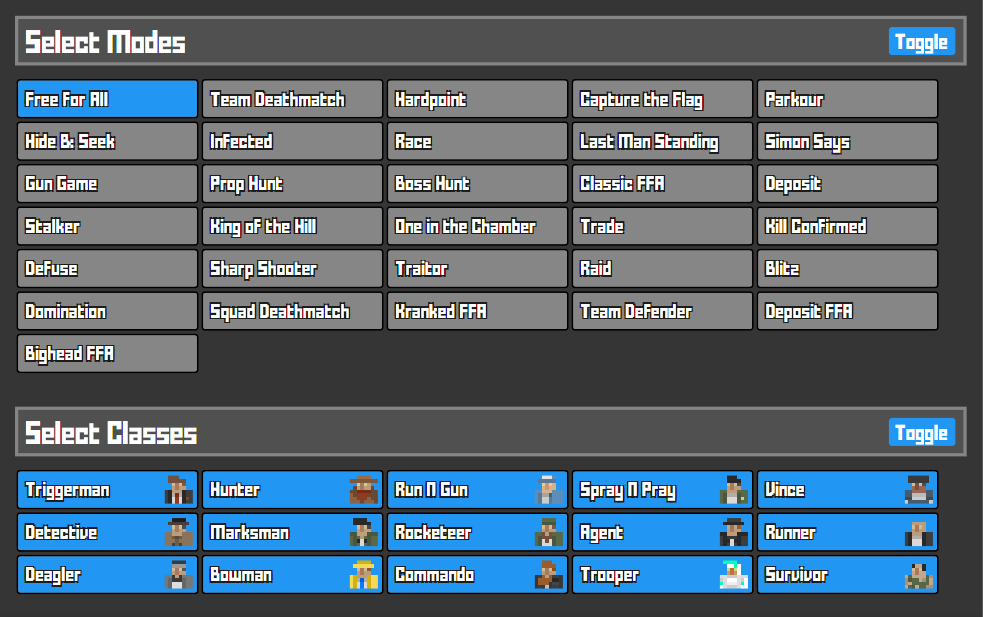 Select Modes Toggle
Free For All Team Deathmatch Hardpoint Capture the Flag Parkour
Hide & Seek Infected Race Last Man Standing Simon Says
Gun Game Prop Hunt Boss Hunt Classic FFA Deposit
Stalker King of the Hill One in the Chamber Trade Kill Confirmed
Defuse Sharp Shooter Traitor Raid Blitz
Domination Squad Deathmatch Kranked FFA Team Defender Deposit FFA
Bighead FFA
Select Classes Toggle
Triggerman Hunter Run N Gun Spray N Pray Vince
Detective Marksman Rocketeer Agent Runner
Deagler Bowman Commando Trooper Survivor